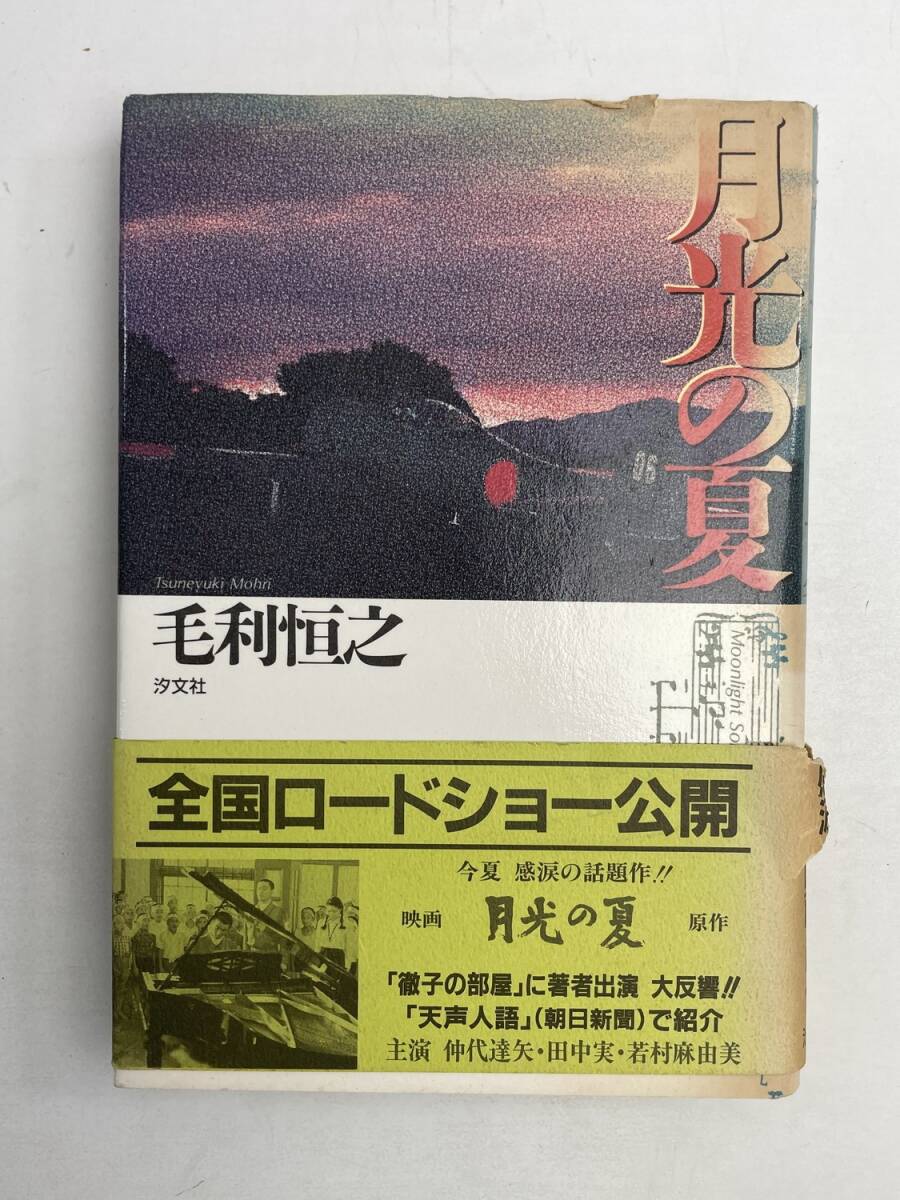 月光の夏
06
Tsuneyuki Mohri
毛利恒之
汐文社
Moonlight So
全国ロードショー公開
今夏 感涙の話題作!!
映画 月光の夏 原作
「徹子の部屋」に著者出演 大反響!!
「天声人語」(朝日新聞)で紹介
主演 仲代達矢・田中実・若村麻由美